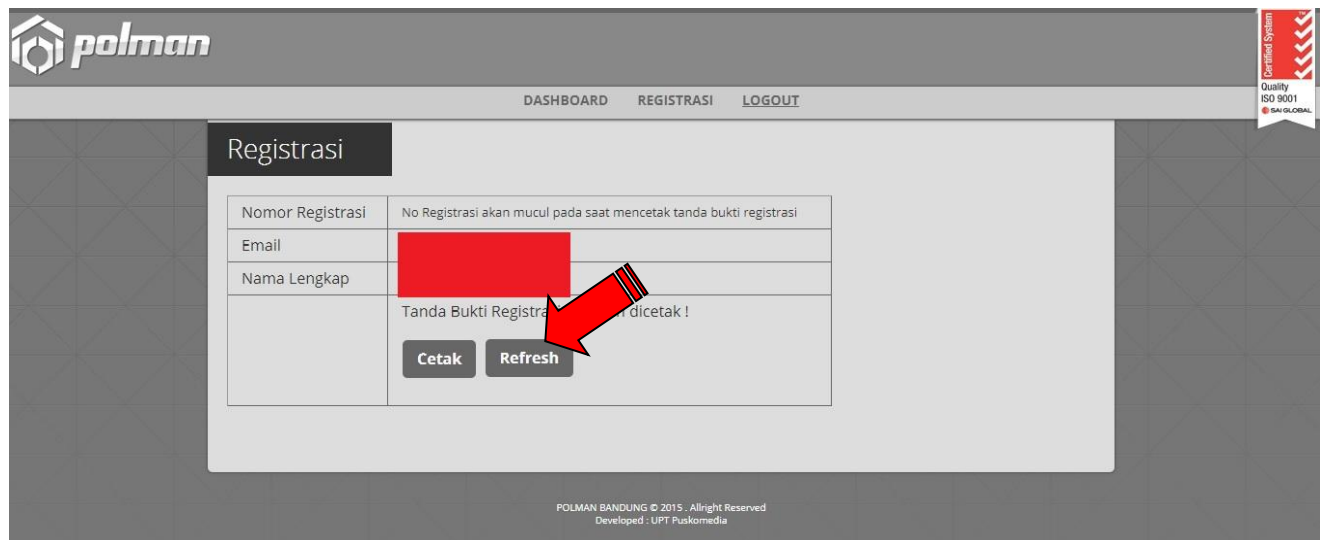 polman
Certified System
Quality
ISO 9001
SAI GLOBAL
DASHBOARD REGISTRASI LOGOUT
Registrasi
Nomor Registrasi No Registrasi akan mucul pada saat mencetak tanda bukti registrasi
Email
Nama Lengkap
Tanda Bukti dicetak !
Cetak Refresh
POLMAN BANDUNG © 2015 . Allright Reserved
Developed : UPT Puskomedia